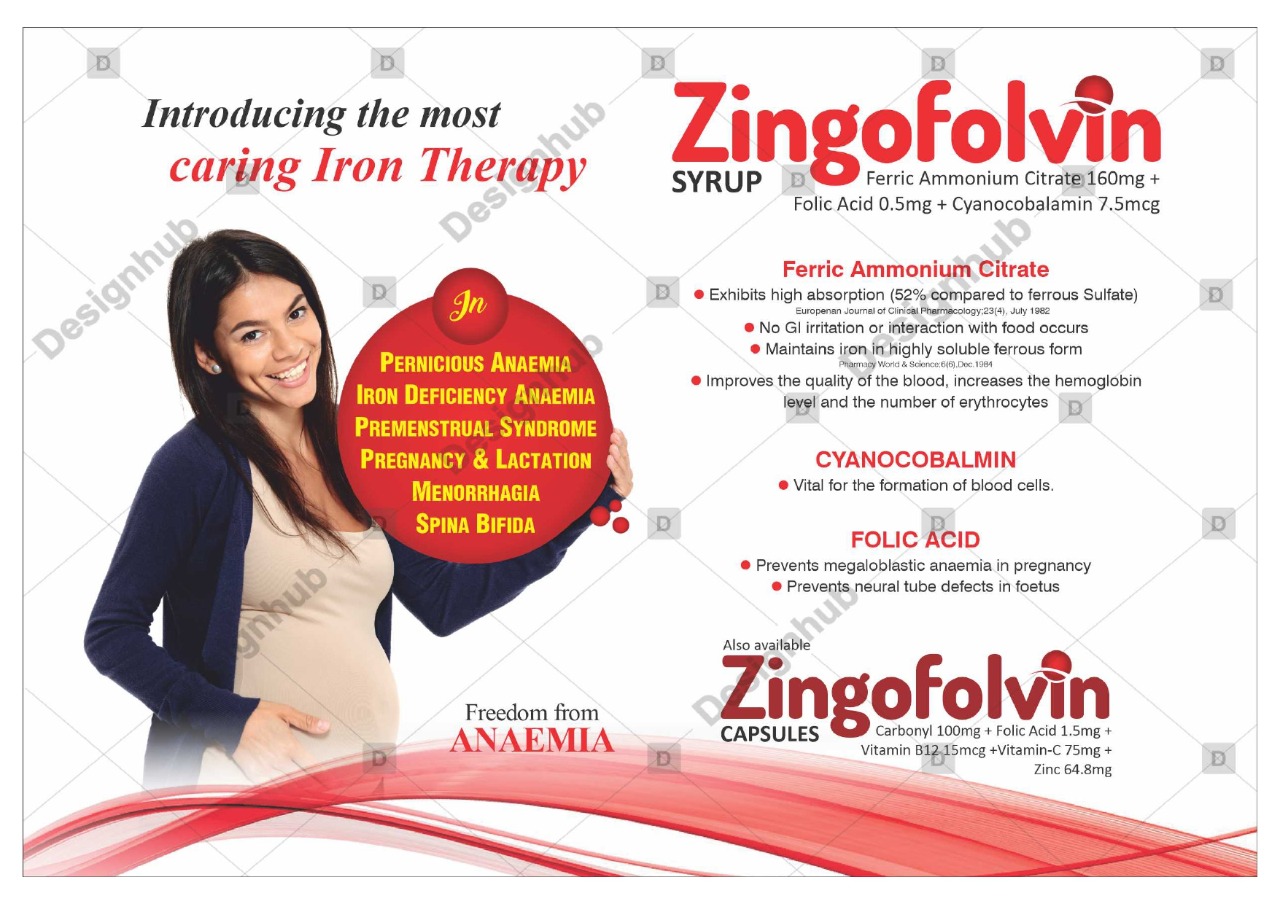 Introducing the most
caring Iron Therapy
In
PERNICIOUS ANAEMIA
IRON DEFICIENCY ANAEMIA
PREMENSTRUAL SYNDROME
PREGNANCY & LACTATION
MENORRHAGIA
SPINA BIFIDA
Freedom from
ANAEMIA
Zingofolvin
SYRUP
Ferric Ammonium Citrate 160mg +
Folic Acid 0.5mg + Cyanocobalamin 7.5mcg
Ferric Ammonium Citrate
Exhibits high absorption (52% compared to ferrous Sulfate)
Europenan Journal of Clinical Pharmacology;23(4), July 1982
No GI irritation or interaction with food occurs
Maintains iron in highly soluble ferrous form
Pharmacy World & Science:6(6),Dec.1984
Improves the quality of the blood, increases the hemoglobin
level and the number of erythrocytes
CYANOCOBALMIN
Vital for the formation of blood cells.
FOLIC ACID
Prevents megaloblastic anaemia in pregnancy
Prevents neural tube defects in foetus
Also available
Zingofolvin
CAPSULES
Carbonyl 100mg + Folic Acid 1.5mg +
Vitamin B12 15mcg +Vitamin-C 75mg +
Zinc 64.8mg
Designhub
Designhub
Designhub
Designhub
Designhub
Designhub